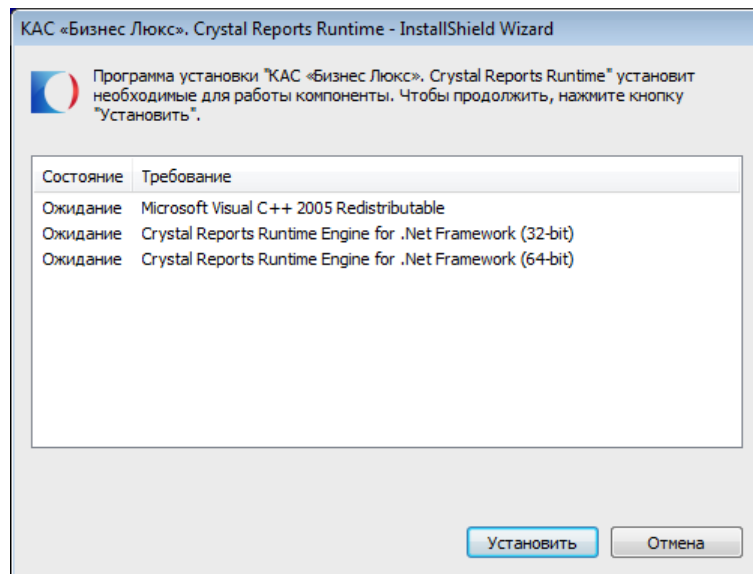 КАС «Бизнес Люкс». Crystal Reports Runtime - InstallShield Wizard
Программа установки "КАС «Бизнес Люкс». Crystal Reports Runtime" установит
необходимые для работы компоненты. Чтобы продолжить, нажмите кнопку
"Установить".
Состояние Требование
Ожидание Microsoft Visual C++ 2005 Redistributable
Ожидание Crystal Reports Runtime Engine for .Net Framework (32-bit)
Ожидание Crystal Reports Runtime Engine for .Net Framework (64-bit)
Установить Отмена